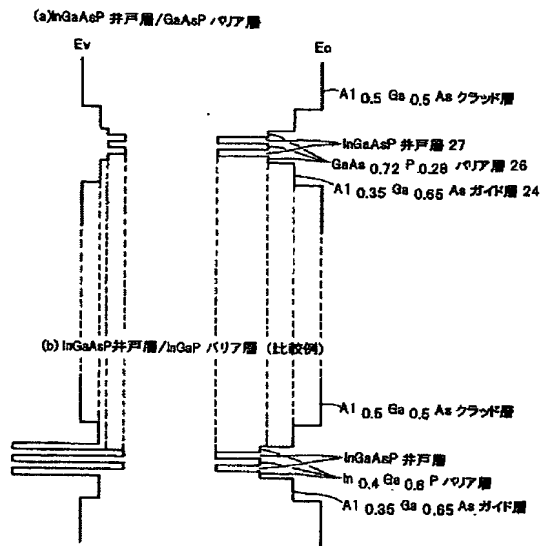 (a)InGaAsP 井戸層/GaAsP バリア層
Ev
Ec
Al 0.5 Ga 0.5 As クラッド層
InGaAsP 井戸層 27
GaAs 0.72 P 0.28 バリア層 26
Al 0.35 Ga 0.65 As ガイド層 24
(b) InGaAsP井戸層/InGaP バリア層 (比較例)
Al 0.5 Ga 0.5 As クラッド層
InGaAsP 井戸層
In 0.4 Ga 0.6 P バリア層
Al 0.35 Ga 0.65 As ガイド層